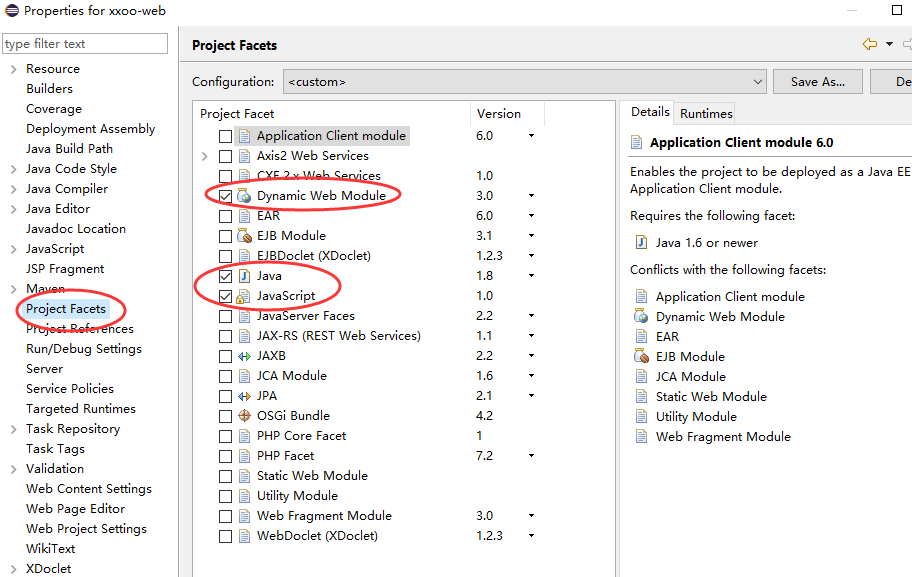 Properties for xxoo-web
type filter text
Resource
Builders
Coverage
Deployment Assembly
Java Build Path
Java Code Style
Java Compiler
Java Editor
Javadoc Location
JavaScript
JSP Fragment
Maven
Project Facets
Project References
Run/Debug Settings
Server
Service Policies
Targeted Runtimes
Task Repository
Task Tags
Validation
Web Content Settings
Web Page Editor
Web Project Settings
WikiText
XDoclet
Project Facets
Configuration: <custom> Save As... De
Project Facet Version
Application Client module 6.0
Axis2 Web Services
CXF 2.x Web Services 1.0
Dynamic Web Module 3.0
EAR 6.0
EJB Module 3.1
EJBDoclet (XDoclet) 1.2.3
Java 1.8
JavaScript 1.0
JavaServer Faces 2.2
JAX-RS (REST Web Services) 1.1
JAXB 2.2
JCA Module 1.6
JPA 2.1
OSGi Bundle 4.2
PHP Core Facet 1
PHP Facet 7.2
Static Web Module
Utility Module
Web Fragment Module 3.0
WebDoclet (XDoclet) 1.2.3
Details Runtimes
Application Client module 6.0
Enables the project to be deployed as a Java EE
Application Client module.
Requires the following facet:
Java 1.6 or newer
Conflicts with the following facets:
Application Client module
Dynamic Web Module
EAR
EJB Module
JCA Module
Static Web Module
Utility Module
Web Fragment Module